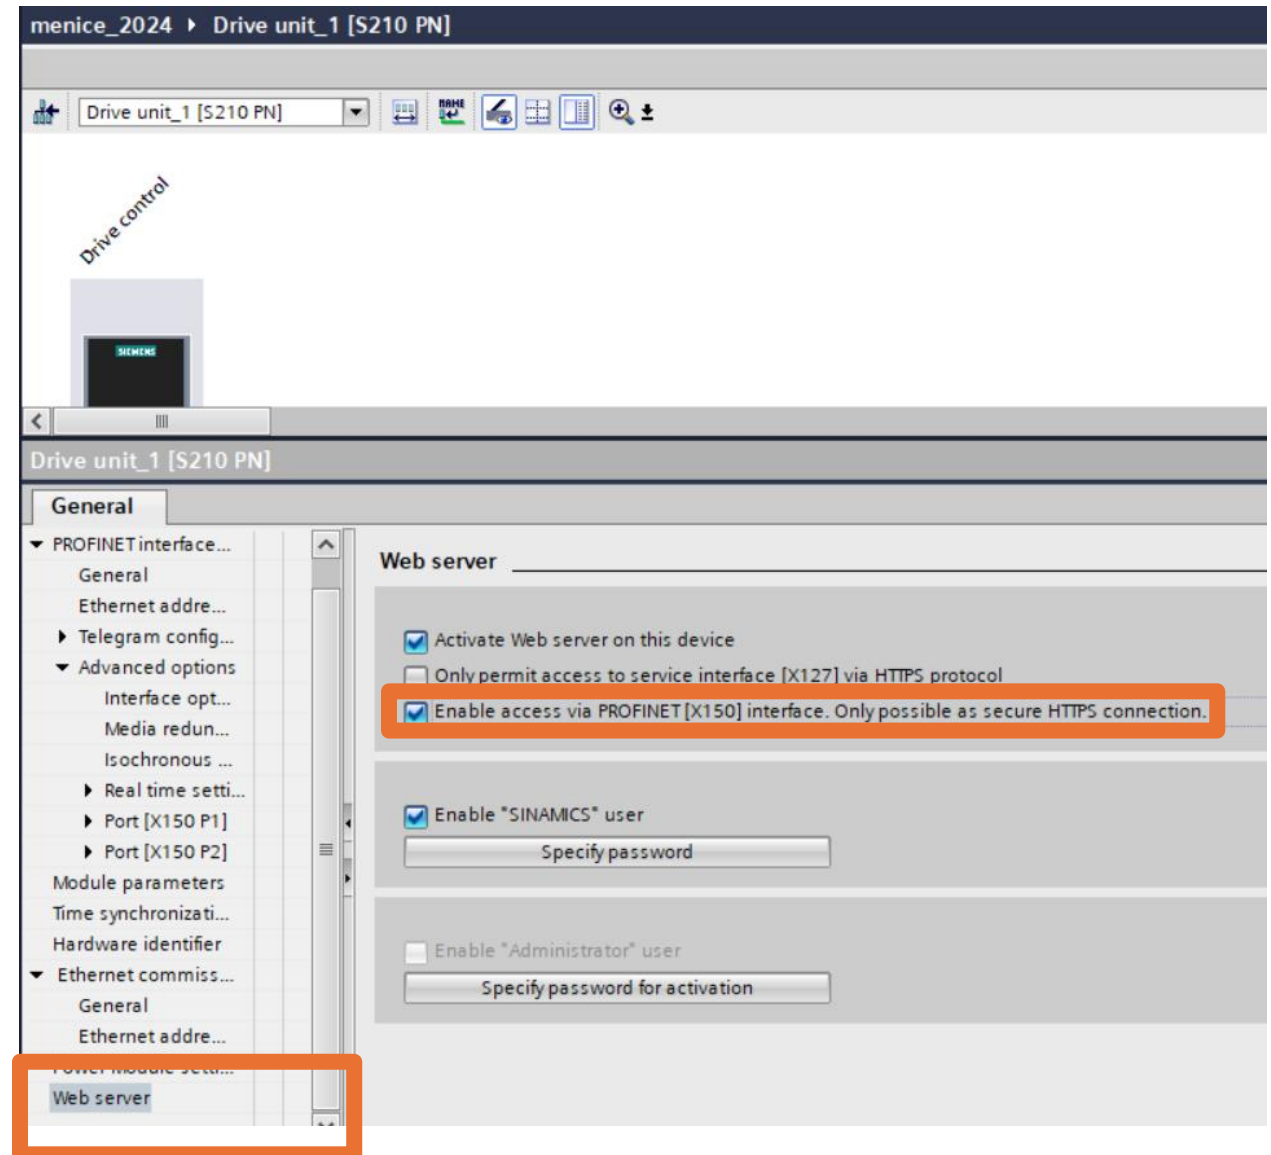 menice_2024 ▸ Drive unit_1 [S210 PN]
Drive unit_1 [S210 PN]
NAME
Drive control
SIEMENS
Drive unit_1 [S210 PN]
General
PROFINET interface...
General
Ethernet addre...
Telegram config...
Advanced options
Interface opt...
Media redun...
Isochronous ...
Real time setti...
Port [X150 P1]
Port [X150 P2]
Module parameters
Time synchronizati...
Hardware identifier
Ethernet commiss...
General
Ethernet addre...
Power Module setti...
Web server
Web server
Activate Web server on this device
Only permit access to service interface [X127] via HTTPS protocol
Enable access via PROFINET [X150] interface. Only possible as secure HTTPS connection.
Enable "SINAMICS" user
Specify password
Enable "Administrator" user
Specify password for activation